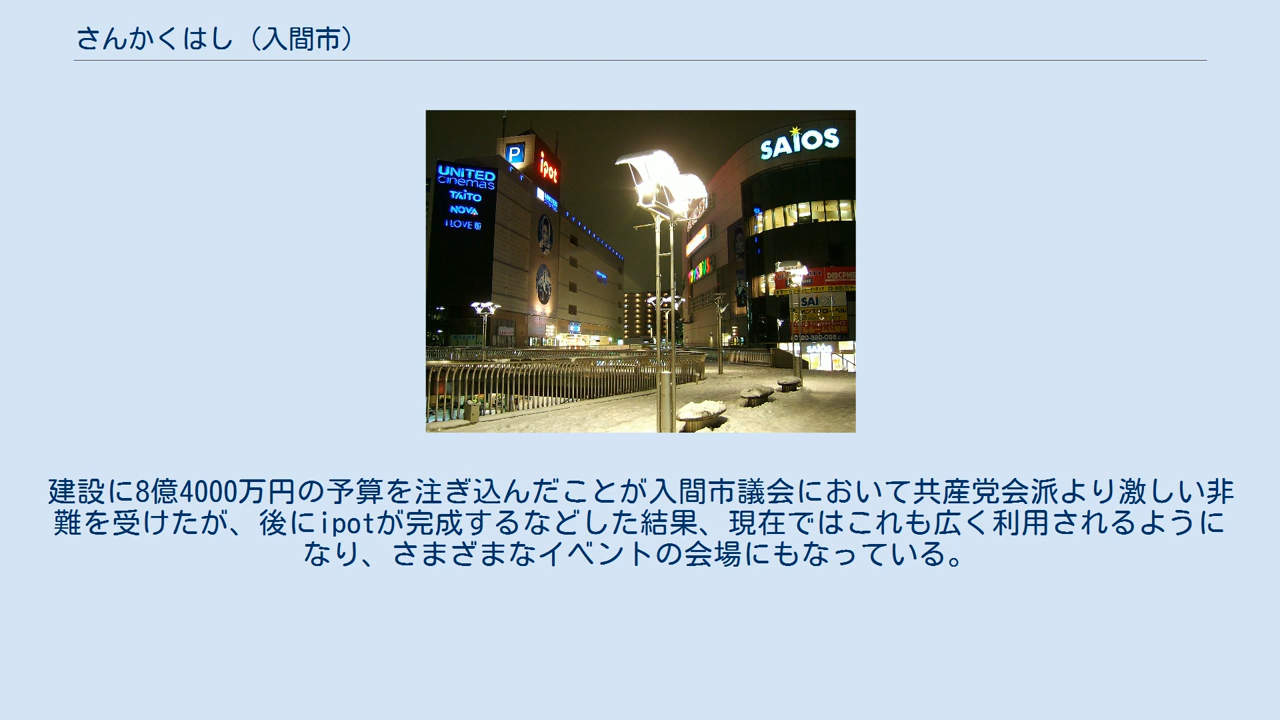 さんかくはし（入間市）
P
ipot
UNITED
cinemas
TAITO
NOVA
I LOVE 駅
SAIOS
SAIOS
建設に8億4000万円の予算を注ぎ込んだことが入間市議会において共産党会派より激しい非
難を受けたが、後にipotが完成するなどした結果、現在ではこれも広く利用されるように
なり、さまざまなイベントの会場にもなっている。